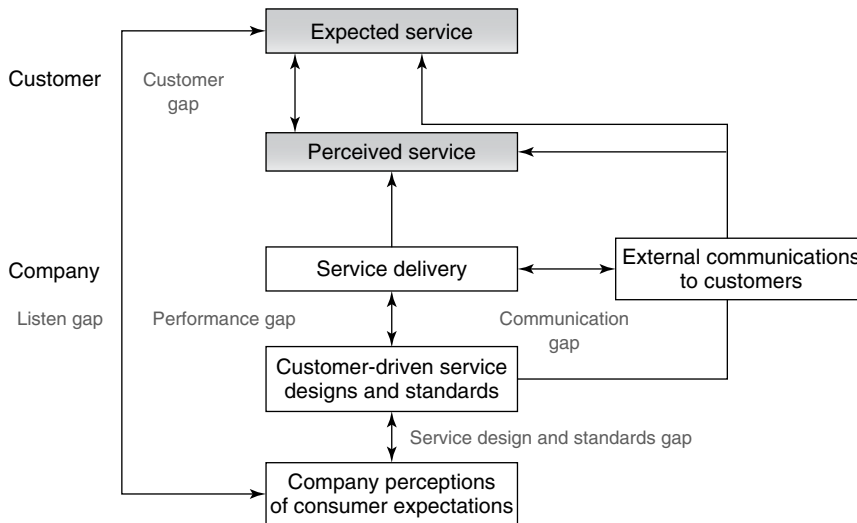 Expected service
Customer
Customer
gap
Perceived service
Company
Service delivery
External communications
to customers
Listen gap
Performance gap
Communication
gap
Customer-driven service
designs and standards
Service design and standards gap
Company perceptions
of consumer expectations